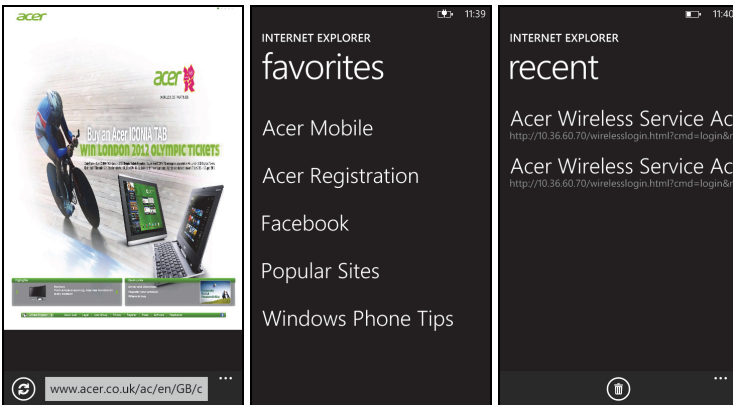 acer
acer
WORLDWIDE PARTNER
Buy an Acer ICONIA TAB
WIN LONDON 2012 OLYMPIC TICKETS
www.acer.co.uk/ac/en/GB/c
11:39
INTERNET EXPLORER
favorites
Acer Mobile
Acer Registration
Facebook
Popular Sites
Windows Phone Tips
11:40
INTERNET EXPLORER
recent
Acer Wireless Service Ac
http://10.36.60.70/wirelesslogin.html?cmd=login&r
Acer Wireless Service Ac
http://10.36.60.70/wirelesslogin.html?cmd=login&r